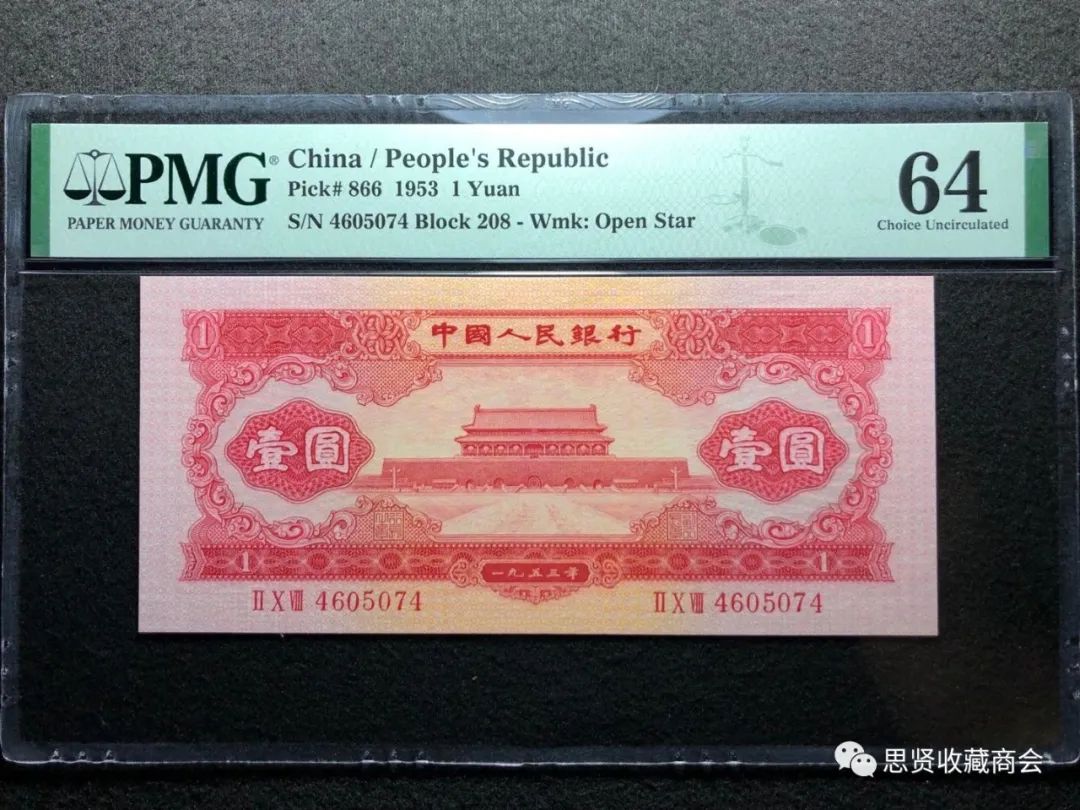 PMG®
PAPER MONEY GUARANTY
China / People's Republic
Pick# 866 1953 1 Yuan
S/N 4605074 Block 208 - Wmk: Open Star
64
Choice Uncirculated
1 中國人民銀行 1
壹圓 壹圓
1 一九五三年 1
II X VIII 4605074 II X VIII 4605074
思贤收藏商会